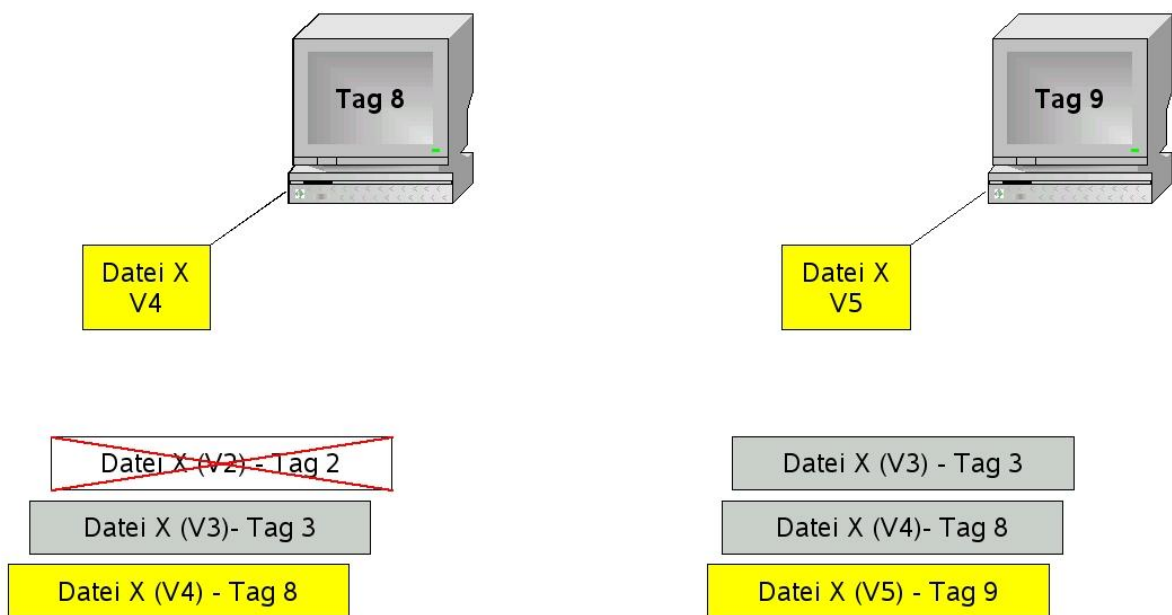 Tag 8
Tag 9
Datei X
V4
Datei X
V5
Datei X (V2) - Tag 2
Datei X (V3)- Tag 3
Datei X (V4) - Tag 8
Datei X (V3) - Tag 3
Datei X (V4)- Tag 8
Datei X (V5) - Tag 9